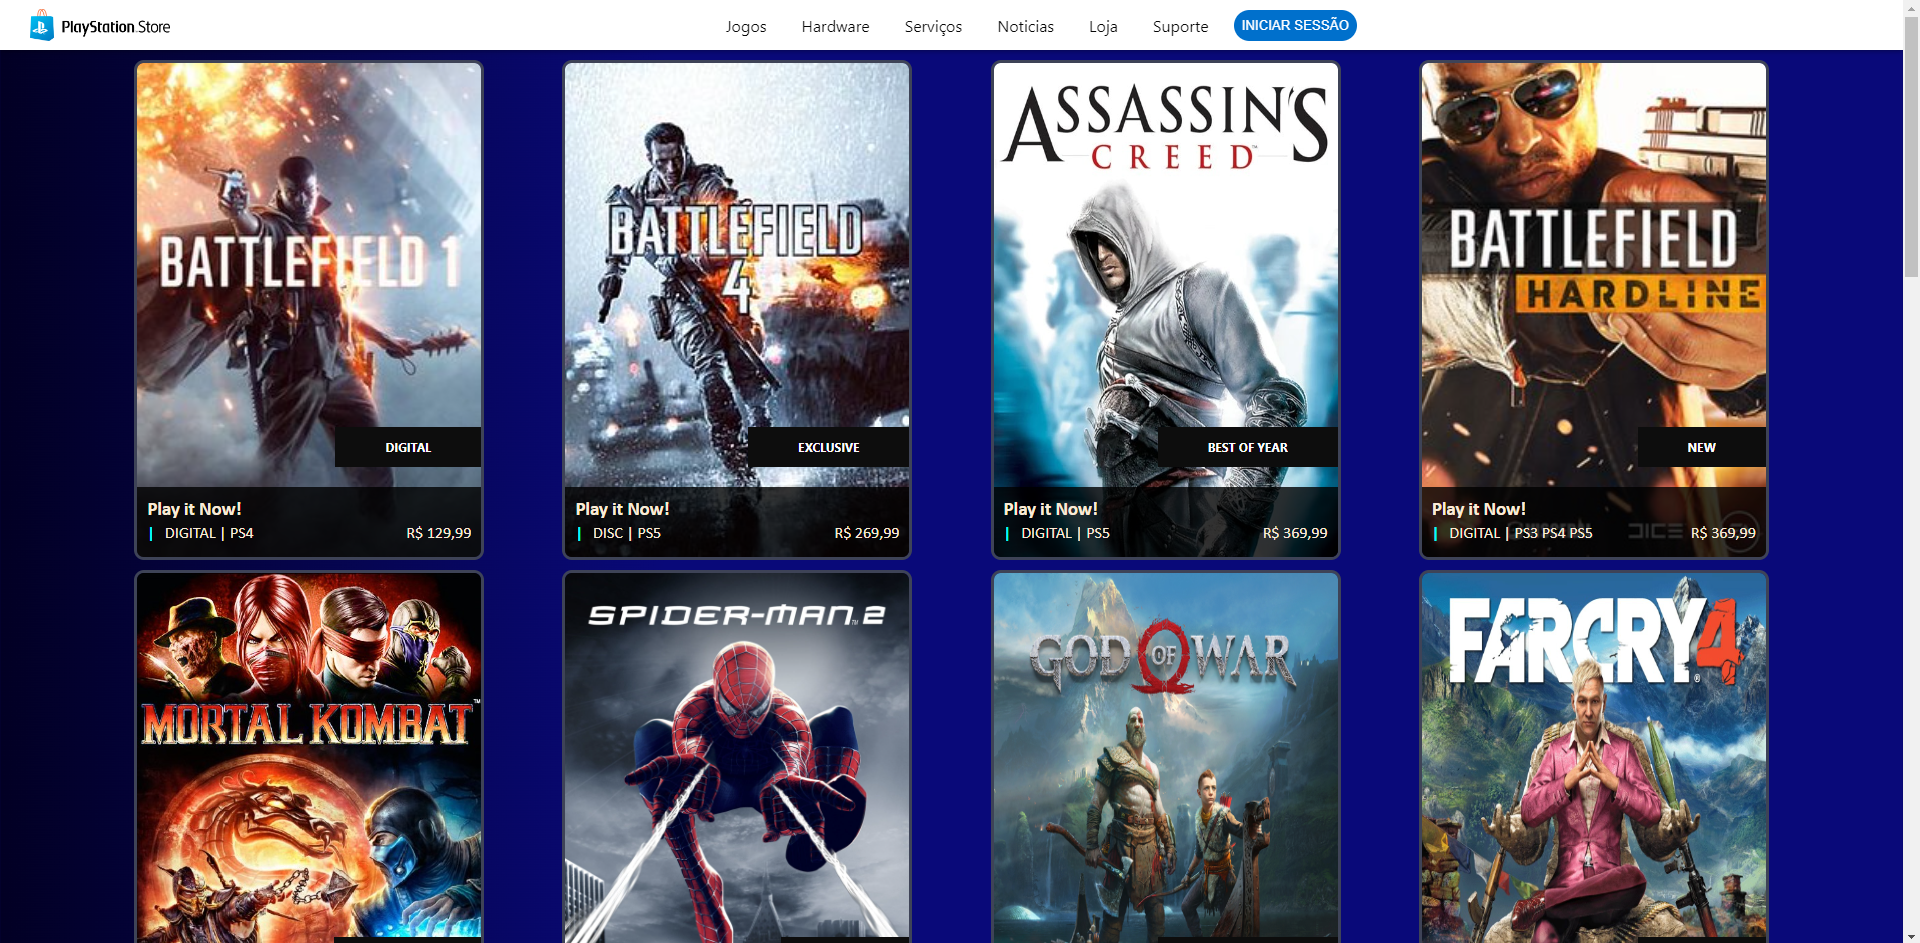 PlayStation.Store
Jogos Hardware Serviços Noticias Loja Suporte INICIAR SESSÃO
BATTLEFIELD 1
DIGITAL
Play it Now!
| DIGITAL | PS4 R$ 129,99
BATTLEFIELD
4
EXCLUSIVE
Play it Now!
| DISC | PS5 R$ 269,99
ASSASSIN'S
CREED™
BEST OF YEAR
Play it Now!
| DIGITAL | PS5 R$ 369,99
BATTLEFIELD
HARDLINE
NEW
Play it Now!
| DIGITAL | PS3 PS4 PS5 DICE R$ 369,99
MORTAL KOMBAT™
SPIDER-MAN™ 2
GOD OF WAR
FARCRY®4